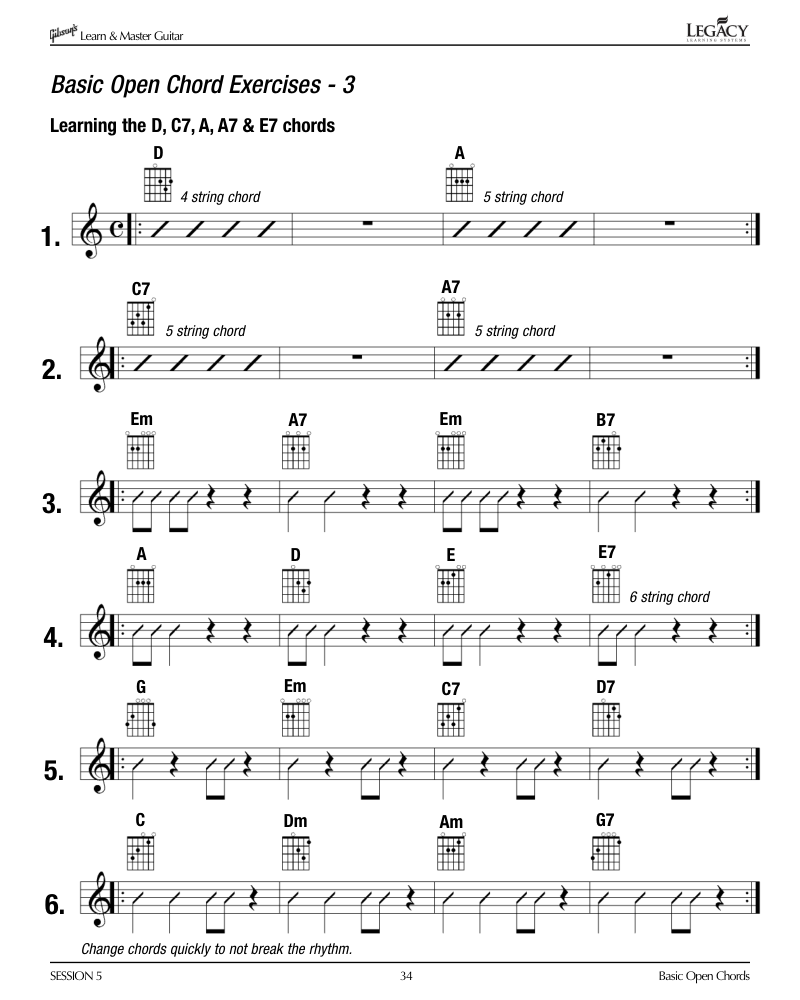 Gibson's Learn & Master Guitar
LEGACY
LEARNING SYSTEMS
Basic Open Chord Exercises - 3
Learning the D, C7, A, A7 & E7 chords
D A
4 string chord 5 string chord
1.
C7 A7
5 string chord 5 string chord
2.
Em A7 Em B7
3.
A D E E7
6 string chord
4.
G Em C7 D7
5.
C Dm Am G7
6.
Change chords quickly to not break the rhythm.
SESSION 5 34 Basic Open Chords